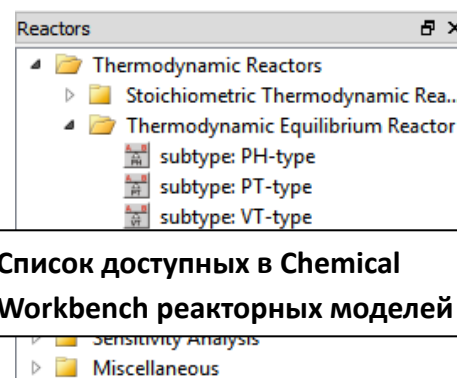 Reactors
Thermodynamic Reactors
Stoichiometric Thermodynamic Rea...
Thermodynamic Equilibrium Reactor
subtype: PH-type
subtype: PT-type
subtype: VT-type
Список доступных в Chemical
Workbench реакторных моделей
Sensitivity Analysis
Miscellaneous